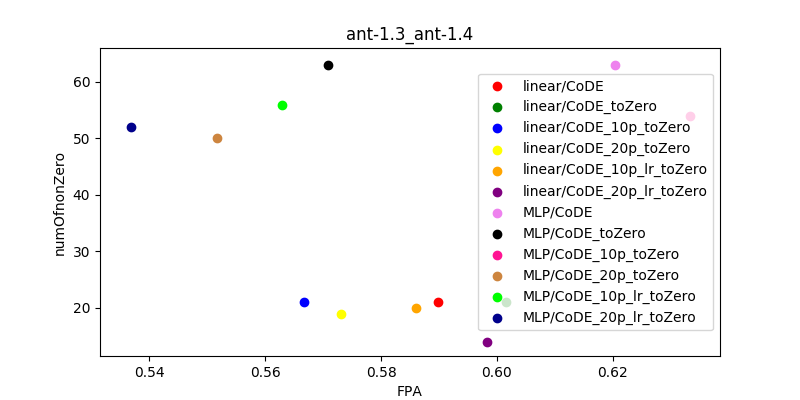 ant-1.3_ant-1.4
numOfnonZero
60
50
40
30
20
linear/CoDE
linear/CoDE_toZero
linear/CoDE_10p_toZero
linear/CoDE_20p_toZero
linear/CoDE_10p_lr_toZero
linear/CoDE_20p_lr_toZero
MLP/CoDE
MLP/CoDE_toZero
MLP/CoDE_10p_toZero
MLP/CoDE_20p_toZero
MLP/CoDE_10p_lr_toZero
MLP/CoDE_20p_lr_toZero
0.54 0.56 0.58 0.60 0.62
FPA